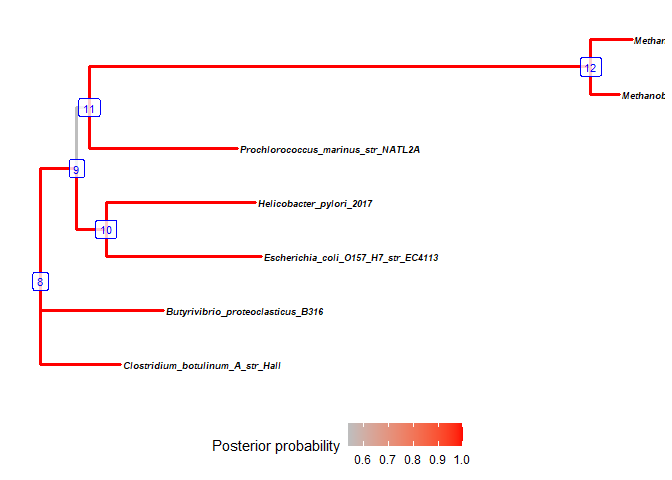 Methan
12
Methanob
11
Prochlorococcus_marinus_str_NATL2A
9
Helicobacter_pylori_2017
10
Escherichia_coli_O157_H7_str_EC4113
8
Butyrivibrio_proteoclasticus_B316
Clostridium_botulinum_A_str_Hall
Posterior probability
0.6 0.7 0.8 0.9 1.0